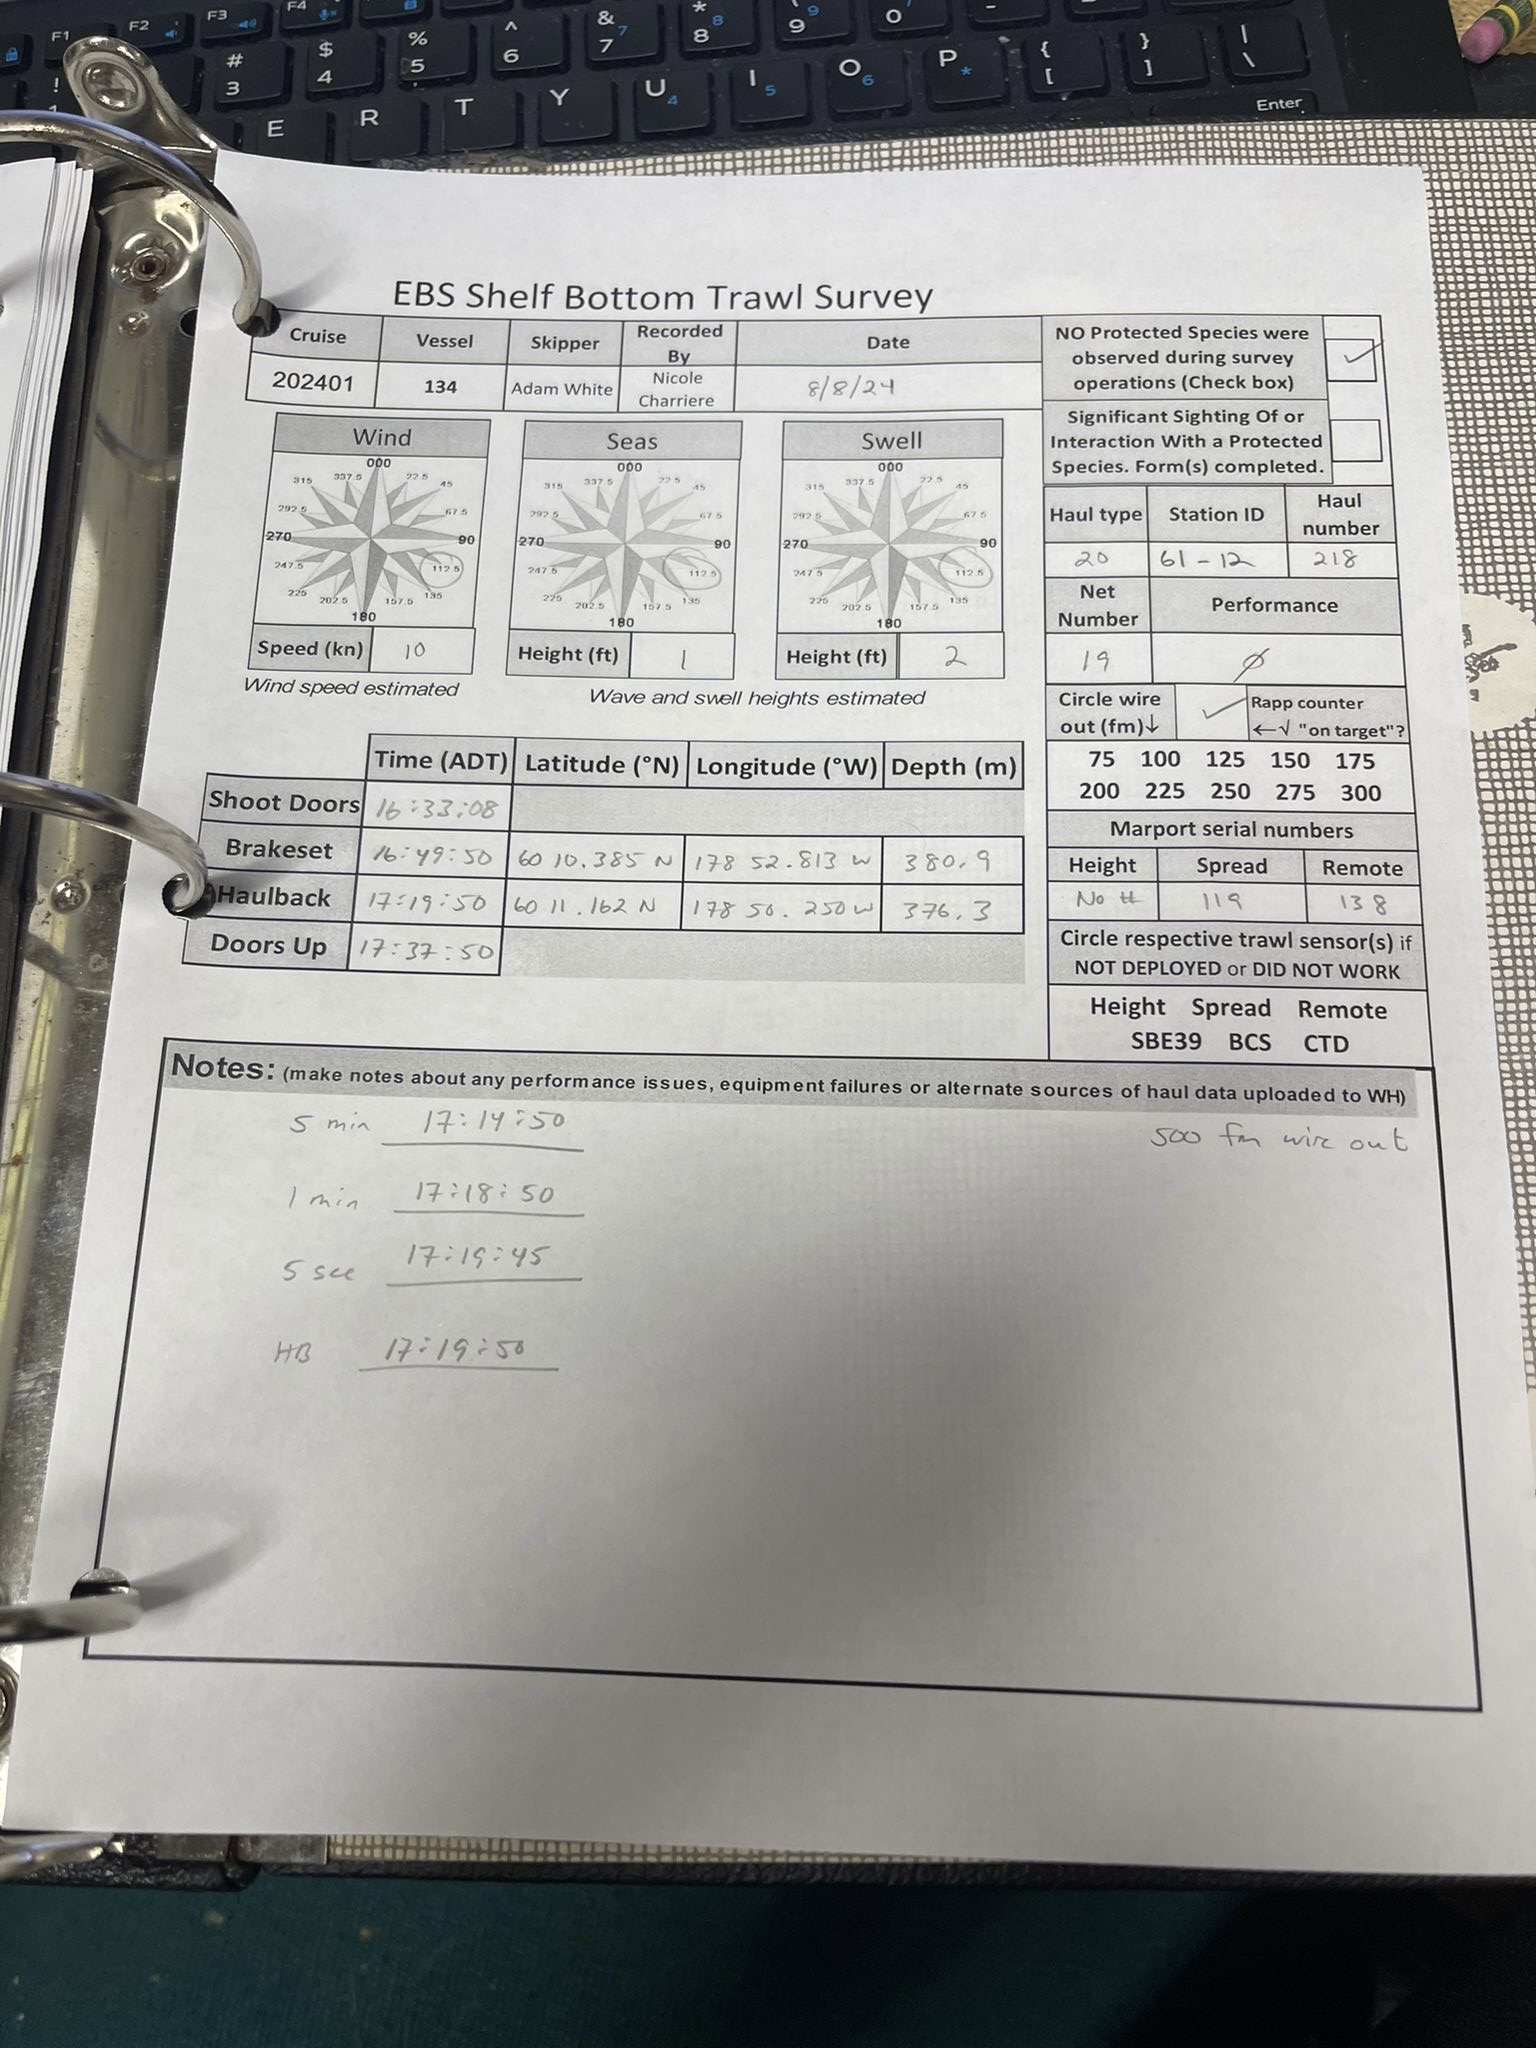 F1 F2 F3 F4
! # $ % ^ & 7 * 8 9 O
1 3 4 5 6 7 8 9 0
E R T Y U 4 I 5 O 6 P * { [ } ] | \
Enter
EBS Shelf Bottom Trawl Survey
Cruise Vessel Skipper Recorded By Date
202401 134 Adam White Nicole Charriere 8/8/24
NO Protected Species were
observed during survey
operations (Check box) ✓
Significant Sighting Of or
Interaction With a Protected
Species. Form(s) completed.
Wind
000
337.5 22.5
315 45
292.5 67.5
270 90
247.5 112.5
225 135
202.5 157.5
180
Speed (kn) 10
Wind speed estimated
Seas
000
337.5 22.5
315 45
292.5 67.5
270 90
247.5 112.5
225 135
202.5 157.5
180
Height (ft) 1
Swell
000
337.5 22.5
315 45
292.5 67.5
270 90
247.5 112.5
225 135
202.5 157.5
180
Height (ft) 2
Wave and swell heights estimated
Haul type Station ID Haul number
20 61-12 218
Net Number Performance
19 Ø
Circle wire out (fm)↓ ✓ Rapp counter ←√ "on target"?
75 100 125 150 175
200 225 250 275 300
Marport serial numbers
Height Spread Remote
No # 119 138
Circle respective trawl sensor(s) if
NOT DEPLOYED or DID NOT WORK
Height Spread Remote
SBE39 BCS CTD
Time (ADT) Latitude (°N) Longitude (°W) Depth (m)
Shoot Doors 16:33:08
Brakeset 16:49:50 60 10.385 N 178 52.813 W 380.9
Haulback 17:19:50 60 11.162 N 178 50.250 W 376.3
Doors Up 17:37:50
Notes: (make notes about any performance issues, equipment failures or alternate sources of haul data uploaded to WH)
5 min 17:14:50
500 fm wire out
1 min 17:18:50
5 sec 17:19:45
HB 17:19:50